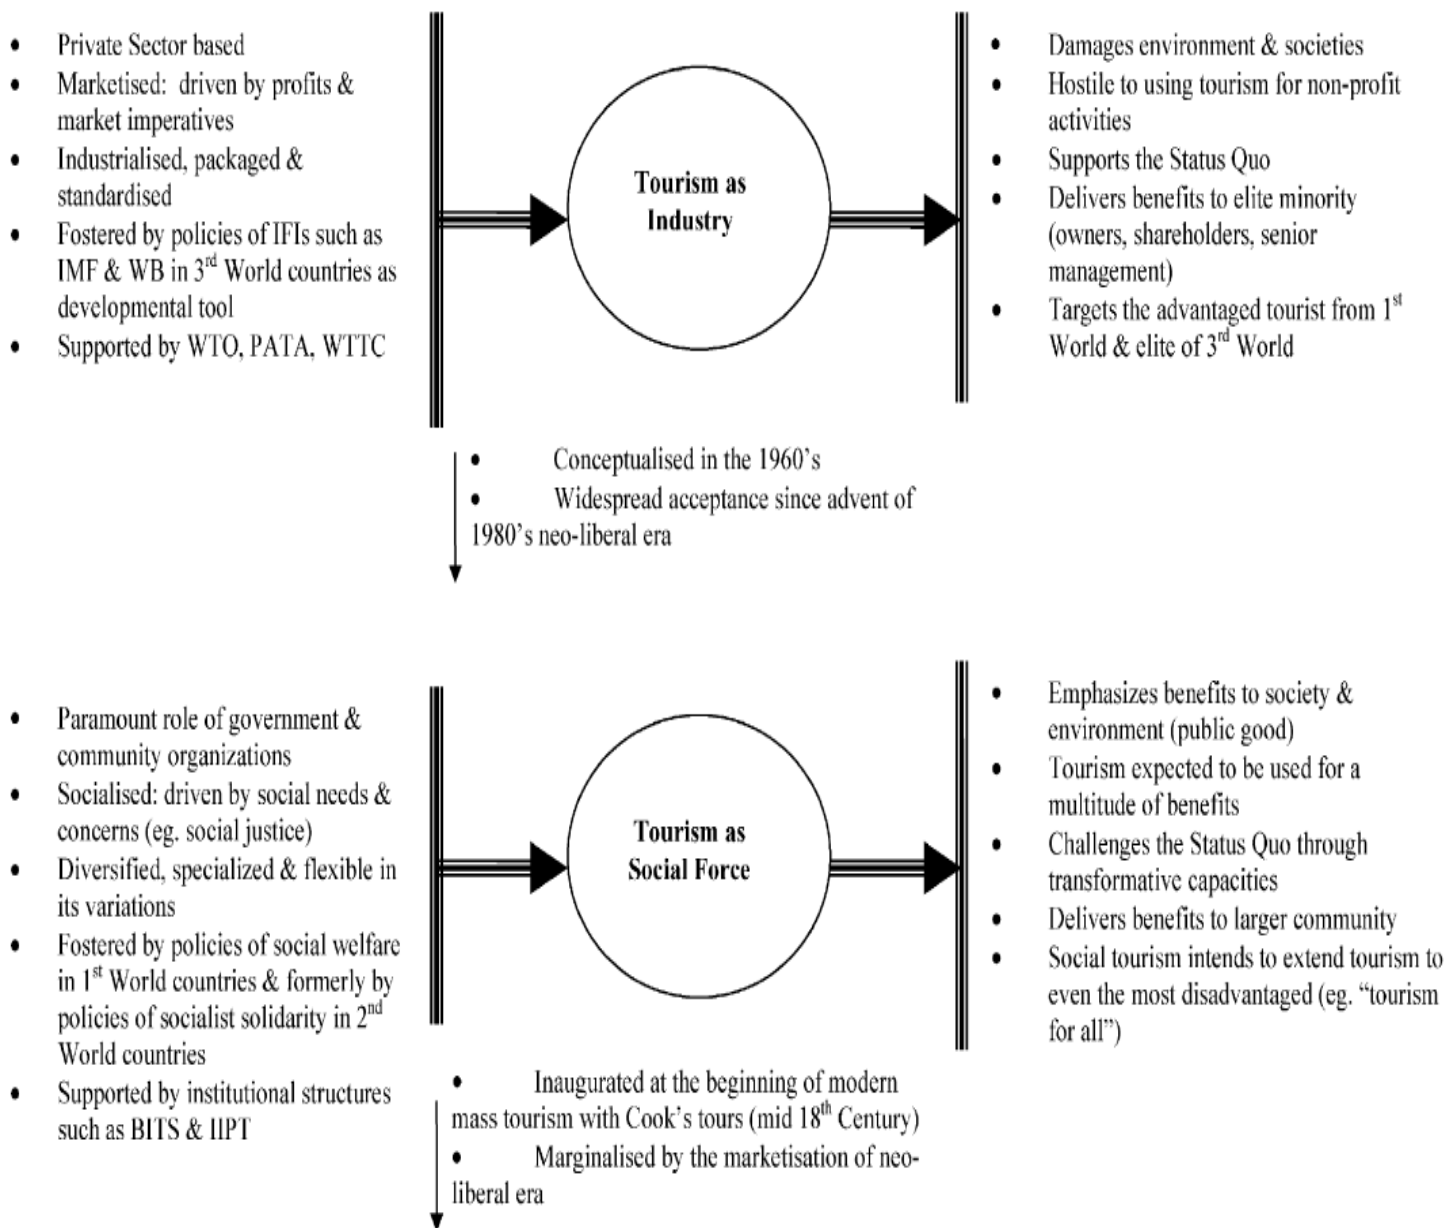 • Private Sector based
• Marketised: driven by profits &
market imperatives
• Industrialised, packaged &
standardised
• Fostered by policies of IFIs such as
IMF & WB in 3rd World countries as
developmental tool
• Supported by WTO, PATA, WTTC
Tourism as
Industry
• Damages environment & societies
• Hostile to using tourism for non-profit
activities
• Supports the Status Quo
• Delivers benefits to elite minority
(owners, shareholders, senior
management)
• Targets the advantaged tourist from 1st
World & elite of 3rd World
• Conceptualised in the 1960's
• Widespread acceptance since advent of
1980's neo-liberal era
• Paramount role of government &
community organizations
• Socialised: driven by social needs &
concerns (eg. social justice)
• Diversified, specialized & flexible in
its variations
• Fostered by policies of social welfare
in 1st World countries & formerly by
policies of socialist solidarity in 2nd
World countries
• Supported by institutional structures
such as BITS & IIPT
Tourism as
Social Force
• Emphasizes benefits to society &
environment (public good)
• Tourism expected to be used for a
multitude of benefits
• Challenges the Status Quo through
transformative capacities
• Delivers benefits to larger community
• Social tourism intends to extend tourism to
even the most disadvantaged (eg. “tourism
for all”)
• Inaugurated at the beginning of modern
mass tourism with Cook's tours (mid 18th Century)
• Marginalised by the marketisation of neo-
liberal era